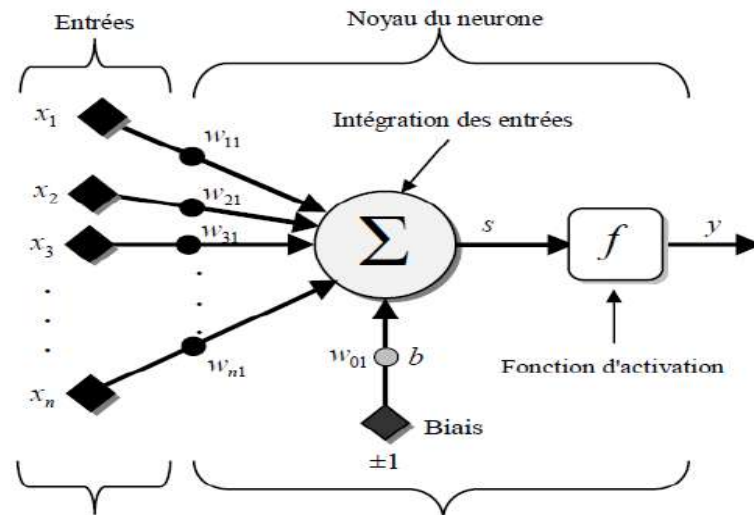 Entrées
Noyau du neurone
Intégration des entrées
x₁
w₁₁
x₂
w₂₁
x₃
w₃₁
Σ
s
f
y
xₙ
wₙ₁
w₀₁
b
Fonction d'activation
Biais
±1